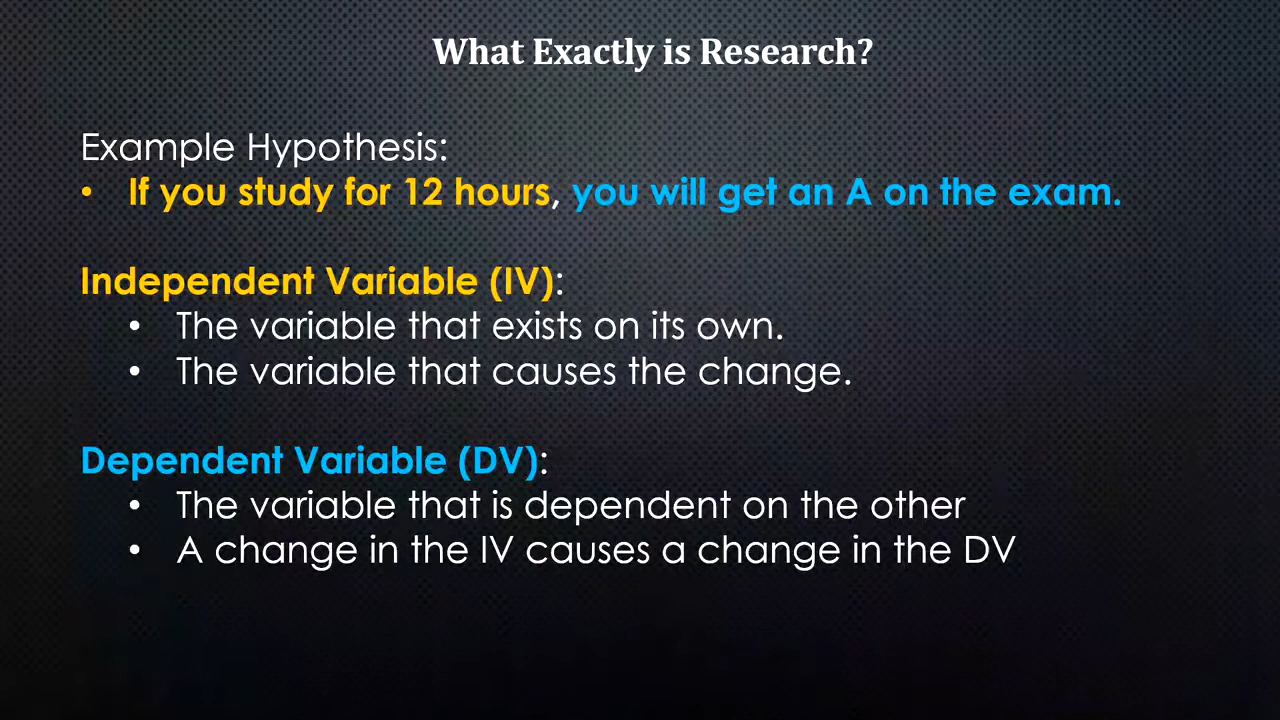 What Exactly is Research?
Example Hypothesis:
• If you study for 12 hours, you will get an A on the exam.
Independent Variable (IV):
• The variable that exists on its own.
• The variable that causes the change.
Dependent Variable (DV):
• The variable that is dependent on the other
• A change in the IV causes a change in the DV